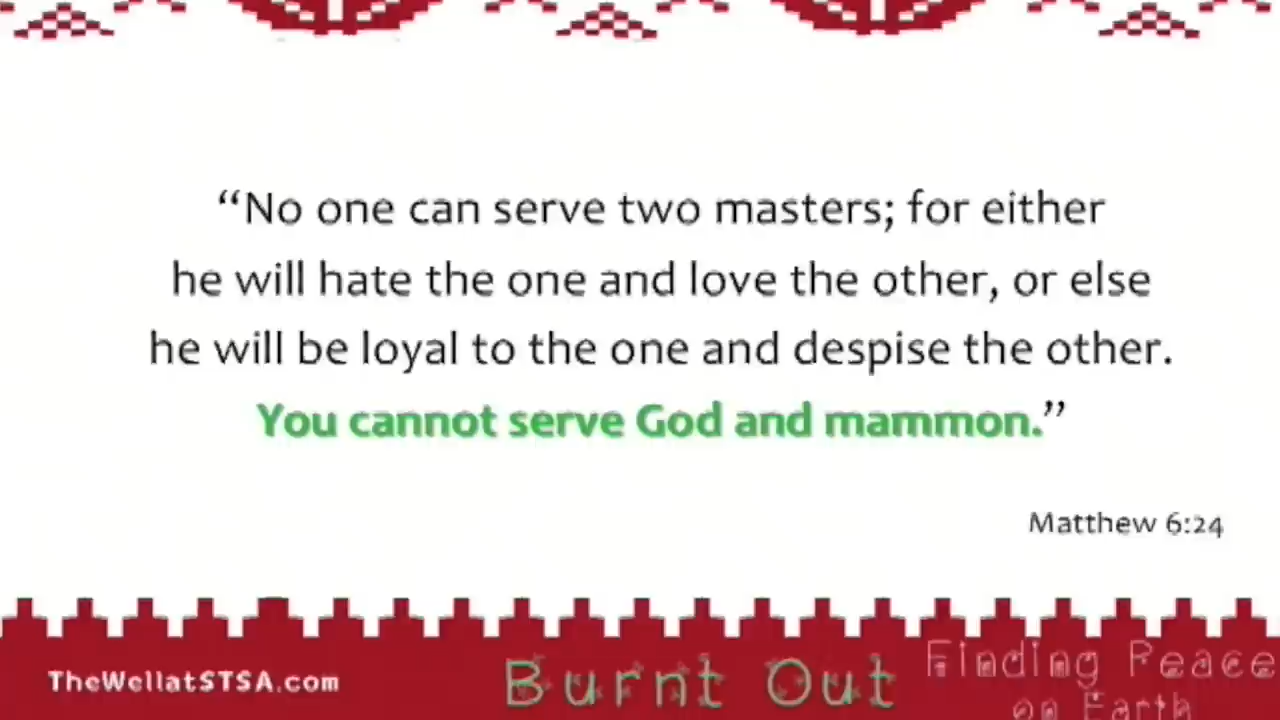 “No one can serve two masters; for either
he will hate the one and love the other, or else
he will be loyal to the one and despise the other.
You cannot serve God and mammon.”
Matthew 6:24
TheWellatSTSA.com
Burnt Out
Finding Peace
on Earth